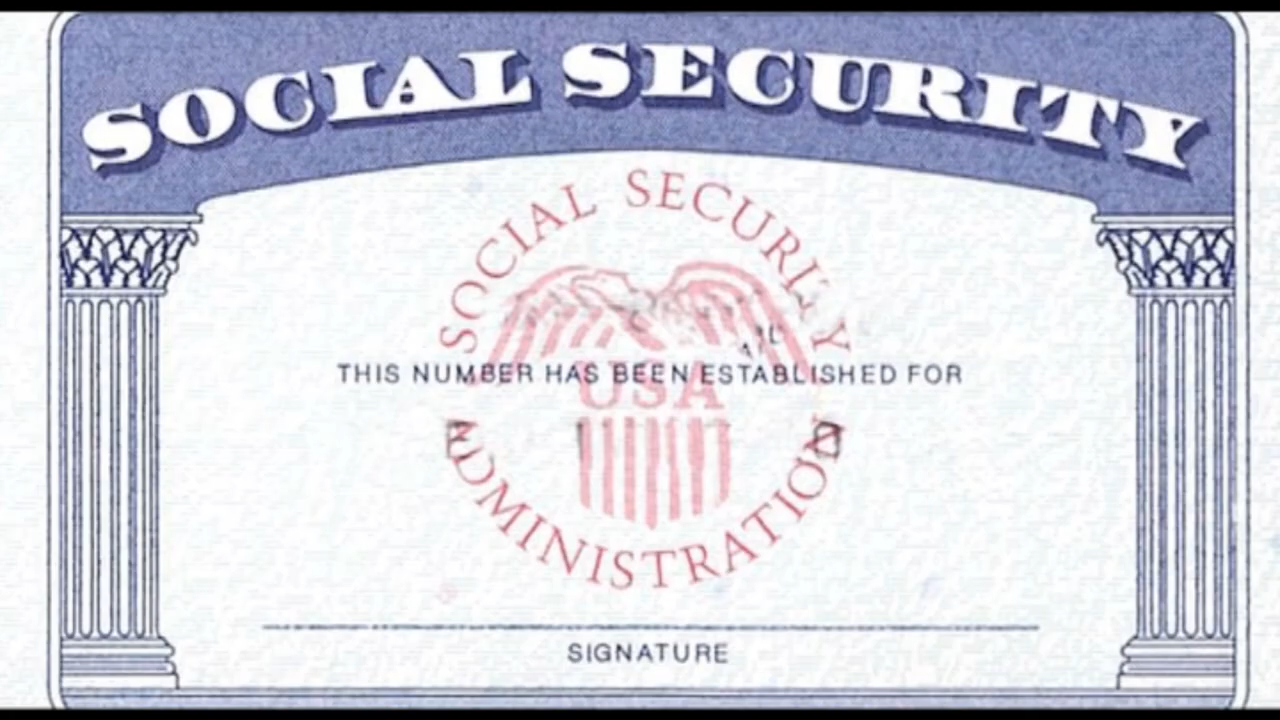 SOCIAL SECURITY
SOCIAL SECURITY
USA
THIS NUMBER HAS BEEN ESTABLISHED FOR
ADMINISTRATION
SIGNATURE